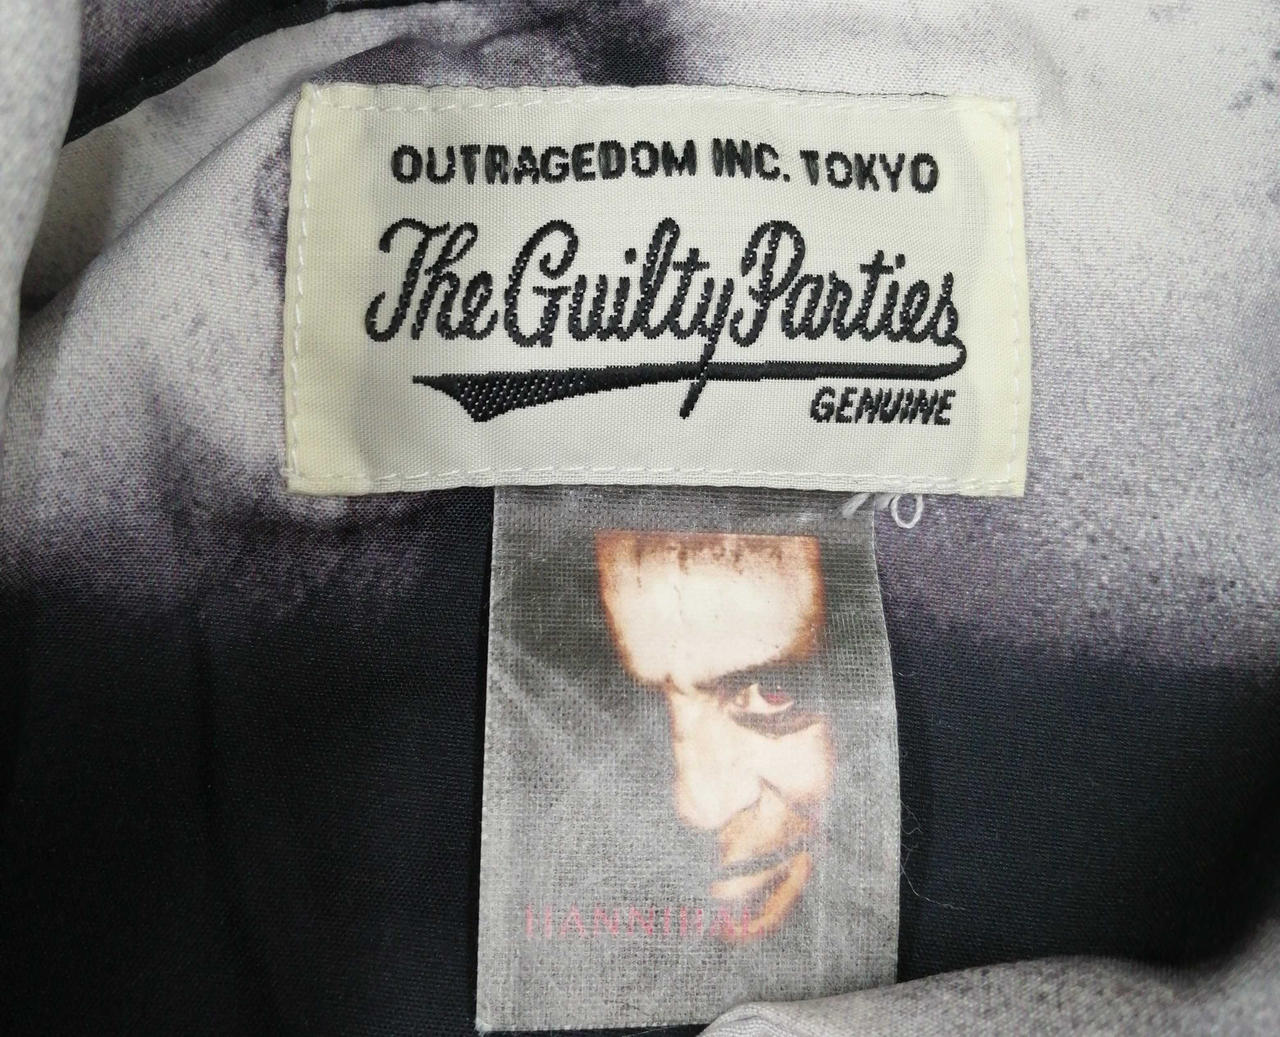 OUTRAGEDOM INC. TOKYO
The Guilty Parties
GENUINE
HANNIBAL